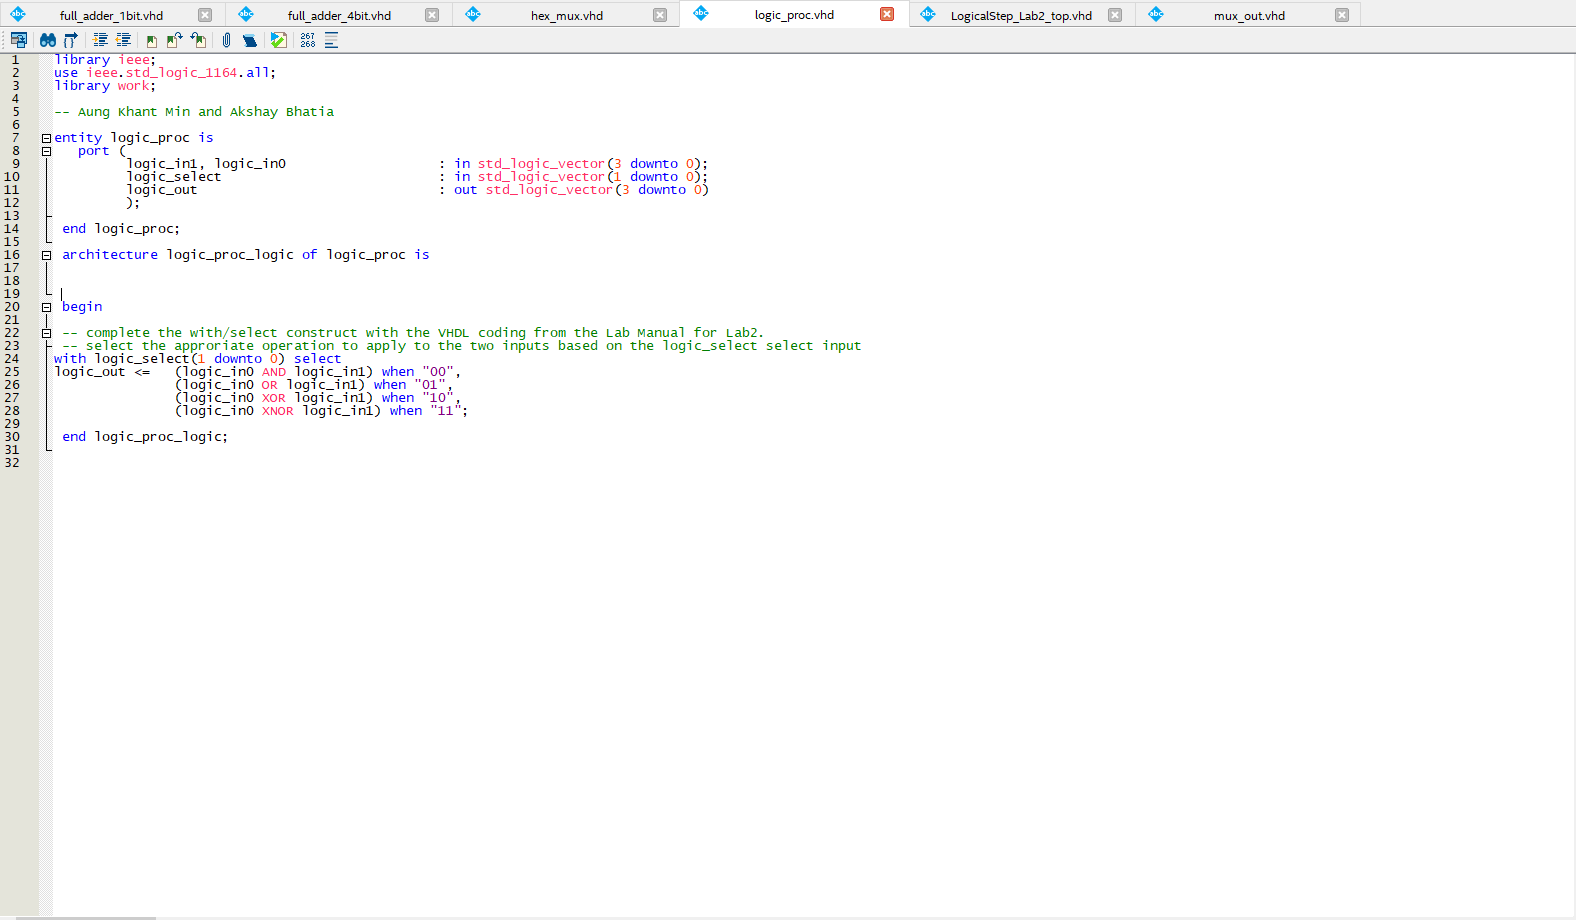 full_adder_1bit.vhd full_adder_4bit.vhd hex_mux.vhd logic_proc.vhd LogicalStep_Lab2_top.vhd mux_out.vhd
267
268
1 library ieee;
2 use ieee.std_logic_1164.all;
3 library work;
4
5 -- Aung Khant Min and Akshay Bhatia
6
7 entity logic_proc is
8 port (
9 logic_in1, logic_in0 : in std_logic_vector(3 downto 0);
10 logic_select : in std_logic_vector(1 downto 0);
11 logic_out : out std_logic_vector(3 downto 0)
12 );
13
14 end logic_proc;
15
16 architecture logic_proc_logic of logic_proc is
17
18
19
20 begin
21
22 -- complete the with/select construct with the VHDL coding from the Lab Manual for Lab2.
23 -- select the approriate operation to apply to the two inputs based on the logic_select select input
24 with logic_select(1 downto 0) select
25 logic_out <= (logic_in0 AND logic_in1) when "00",
26 (logic_in0 OR logic_in1) when "01",
27 (logic_in0 XOR logic_in1) when "10",
28 (logic_in0 XNOR logic_in1) when "11";
29
30 end logic_proc_logic;
31
32